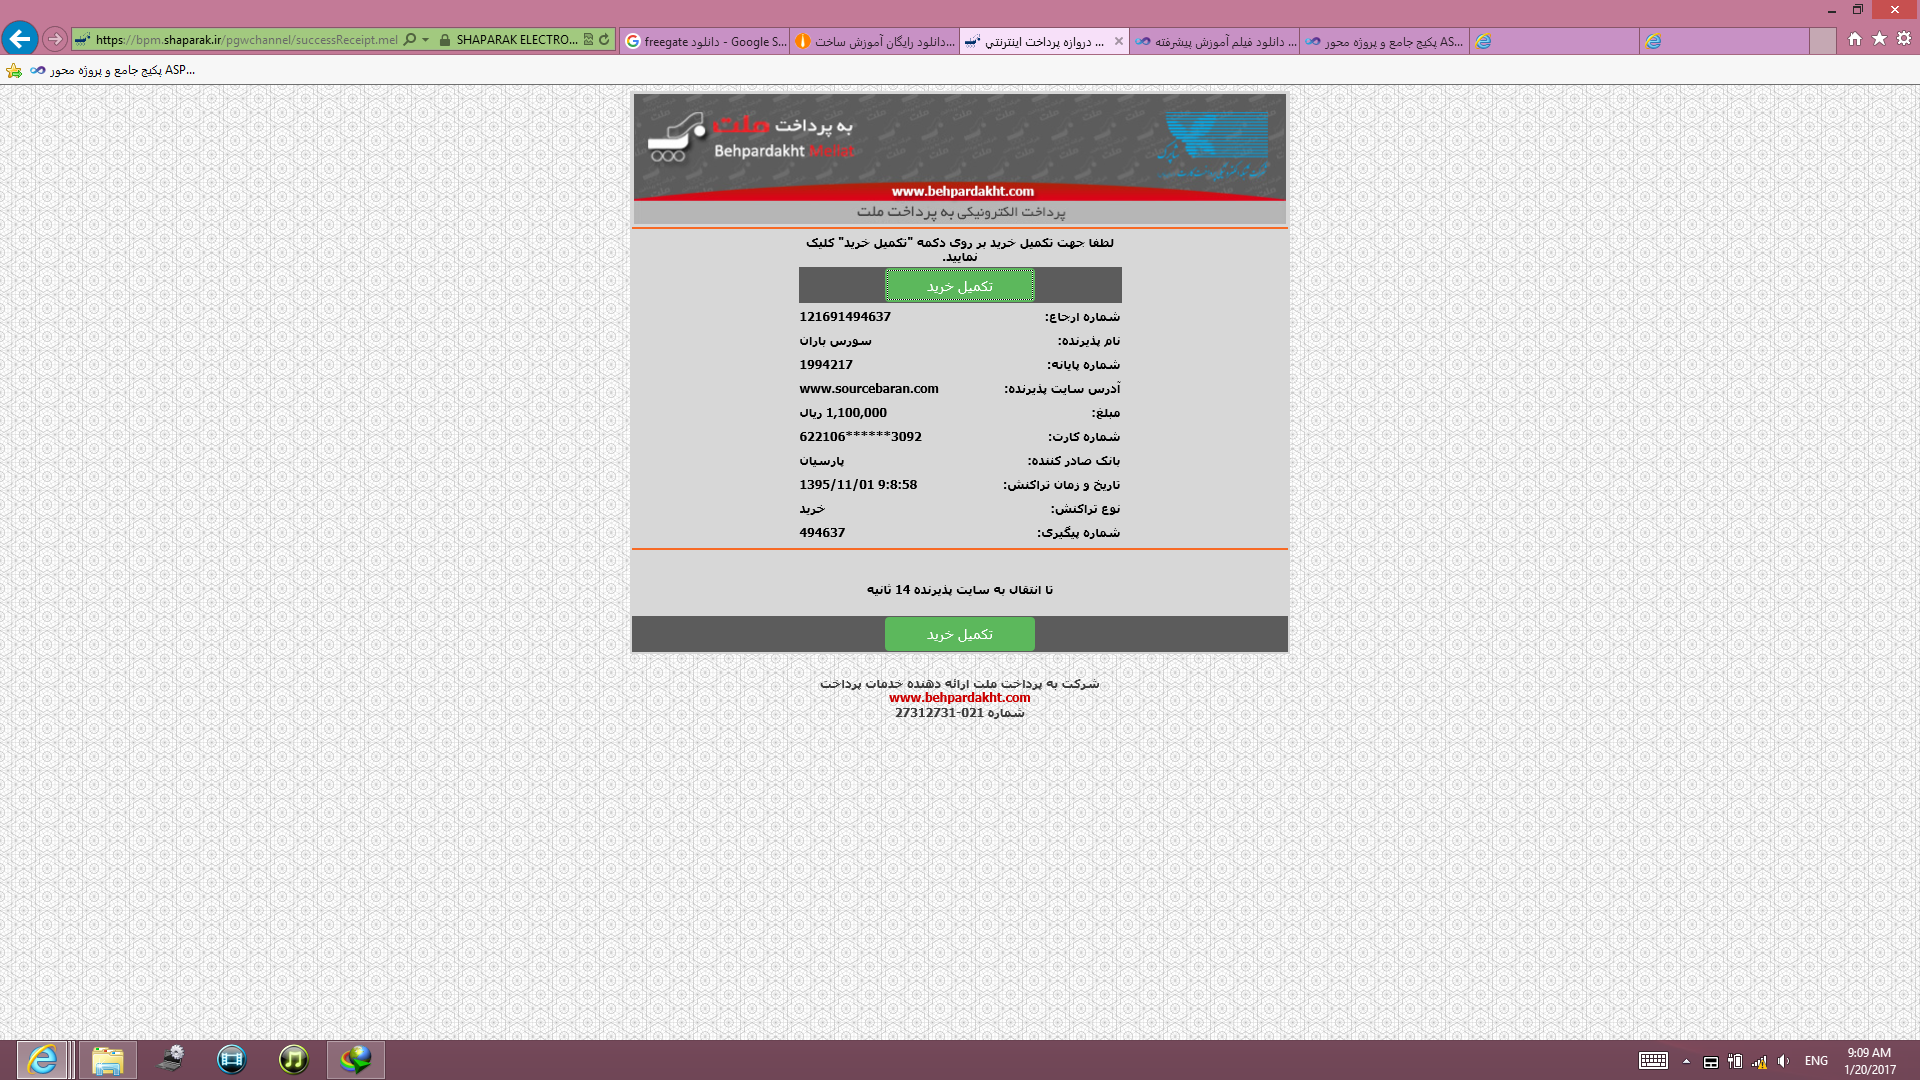 https://bpm.shaparak.ir/pgwchannel/successReceipt.mel
SHAPARAK ELECTRO...
دانلود freegate - Google S...
دانلود رایگان آموزش ساخت...
دروازه پرداخت اینترنتي ...
دانلود فیلم آموزش پیشرفته ...
پکیج جامع و پروژه محور AS...
پکیج جامع و پروژه محور ASP...
به پرداخت ملت
Behpardakht Mellat
www.behpardakht.com
پرداخت الکترونیکی به پرداخت ملت
لطفا جهت تکمیل خرید بر روی دکمه "تکمیل خرید" کلیک
نمایید.
تکمیل خرید
شماره ارجاع: 121691494637
نام پذیرنده: سورس باران
شماره پایانه: 1994217
آدرس سایت پذیرنده: www.sourcebaran.com
مبلغ: 1,100,000 ریال
شماره کارت: 622106******3092
بانک صادر کننده: پارسیان
تاریخ و زمان تراکنش: 1395/11/01 9:8:58
نوع تراکنش: خرید
شماره پیگیری: 494637
تا انتقال به سایت پذیرنده 14 ثانیه
تکمیل خرید
شرکت به پرداخت ملت ارائه دهنده خدمات پرداخت
www.behpardakht.com
شماره 021-27312731
ENG
9:09 AM
1/20/2017